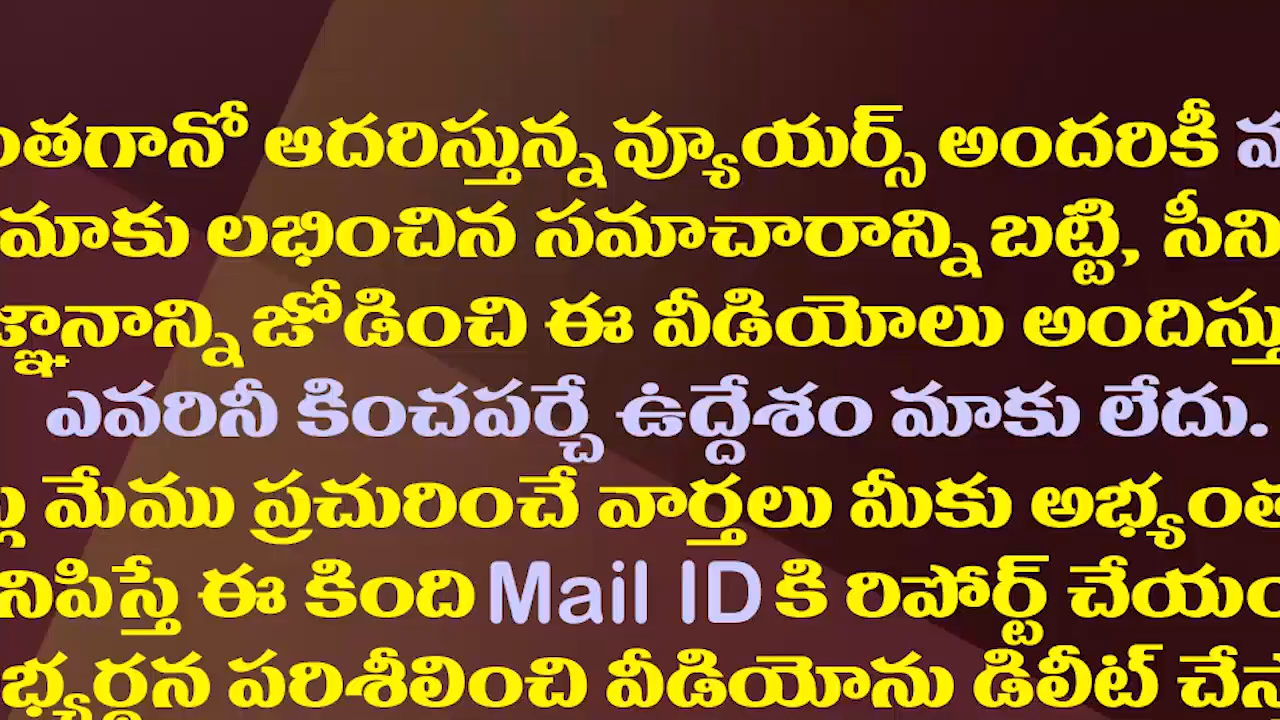 ంతగానో ఆదరిస్తున్న వ్యూయర్స్ అందరికీ
మాకు లభించిన సమాచారాన్ని బట్టి, సీని
జ్ఞానాన్ని జోడించి ఈ వీడియోలు అందిస్తు
ఎవరినీ కించపర్చే ఉద్దేశం మాకు లేదు.
మేము ప్రచురించే వార్తలు మీకు అభ్యంత
నిపిస్తే ఈ కింది Mail ID కి రిపోర్ట్ చేయం
భ్యర్థన పరిశీలించి వీడియోను డిలీట్ చేస